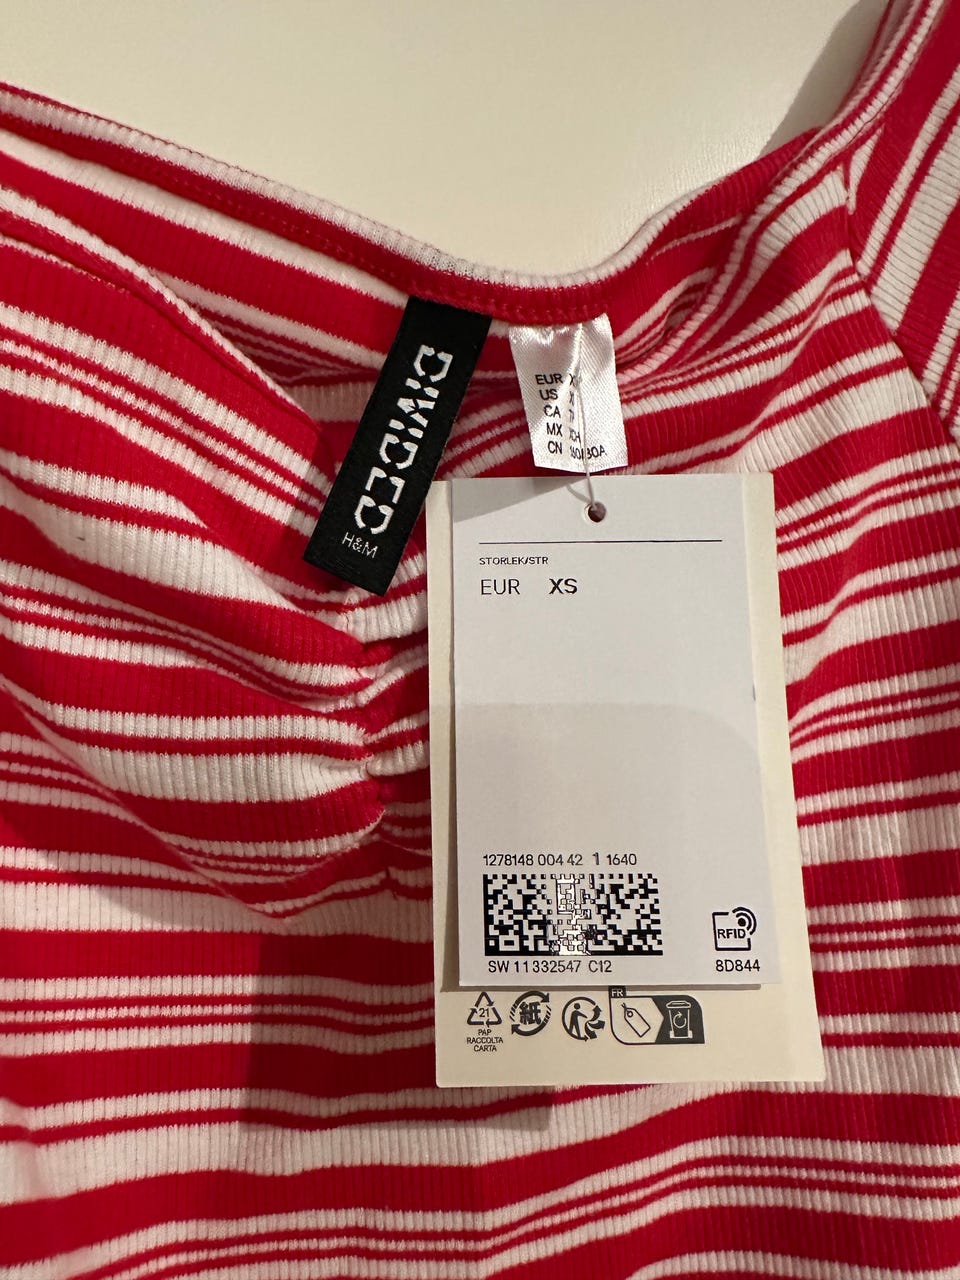 DIVIDED
H&M
EUR
US
CA
MX
CN
STORLEK/STR
EUR XS
1278148 004 42 1 1640
SW 11332547 C12
RFID
8D844
21
PAP
RACCOLTA
CARTA
紙
FR